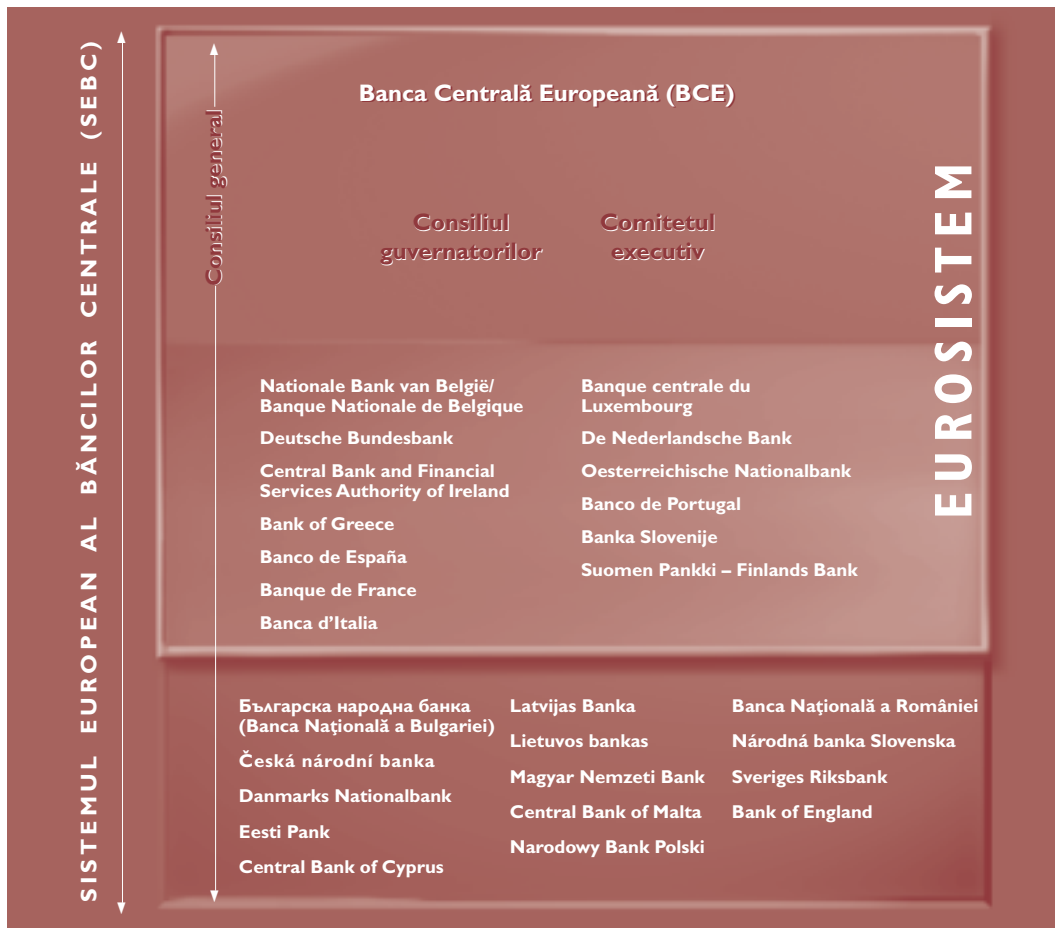 SISTEMUL EUROPEAN AL BĂNCILOR CENTRALE (SEBC)
Consiliul general
Banca Centrală Europeană (BCE)
Consiliul
guvernatorilor
Comitetul
executiv
EUROSISTEM
Nationale Bank van België/
Banque Nationale de Belgique
Deutsche Bundesbank
Central Bank and Financial
Services Authority of Ireland
Bank of Greece
Banco de España
Banque de France
Banca d’Italia
Banque centrale du
Luxembourg
De Nederlandsche Bank
Oesterreichische Nationalbank
Banco de Portugal
Banka Slovenije
Suomen Pankki – Finlands Bank
Българска народна банка
(Banca Naţională a Bulgariei)
Česká národní banka
Danmarks Nationalbank
Eesti Pank
Central Bank of Cyprus
Latvijas Banka
Lietuvos bankas
Magyar Nemzeti Bank
Central Bank of Malta
Narodowy Bank Polski
Banca Naţională a României
Národná banka Slovenska
Sveriges Riksbank
Bank of England